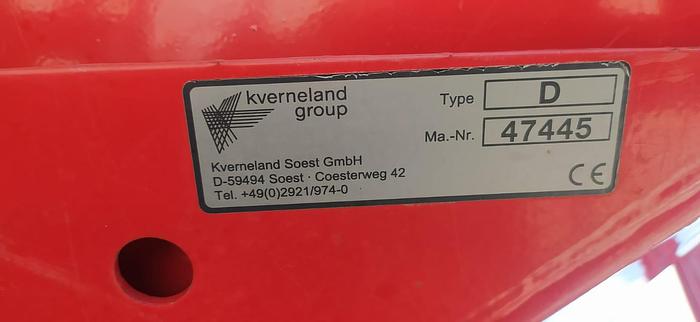 kverneland
group
Type D
Ma.-Nr. 47445
Kverneland Soest GmbH
D-59494 Soest · Coesterweg 42
Tel. +49(0)2921/974-0
CE